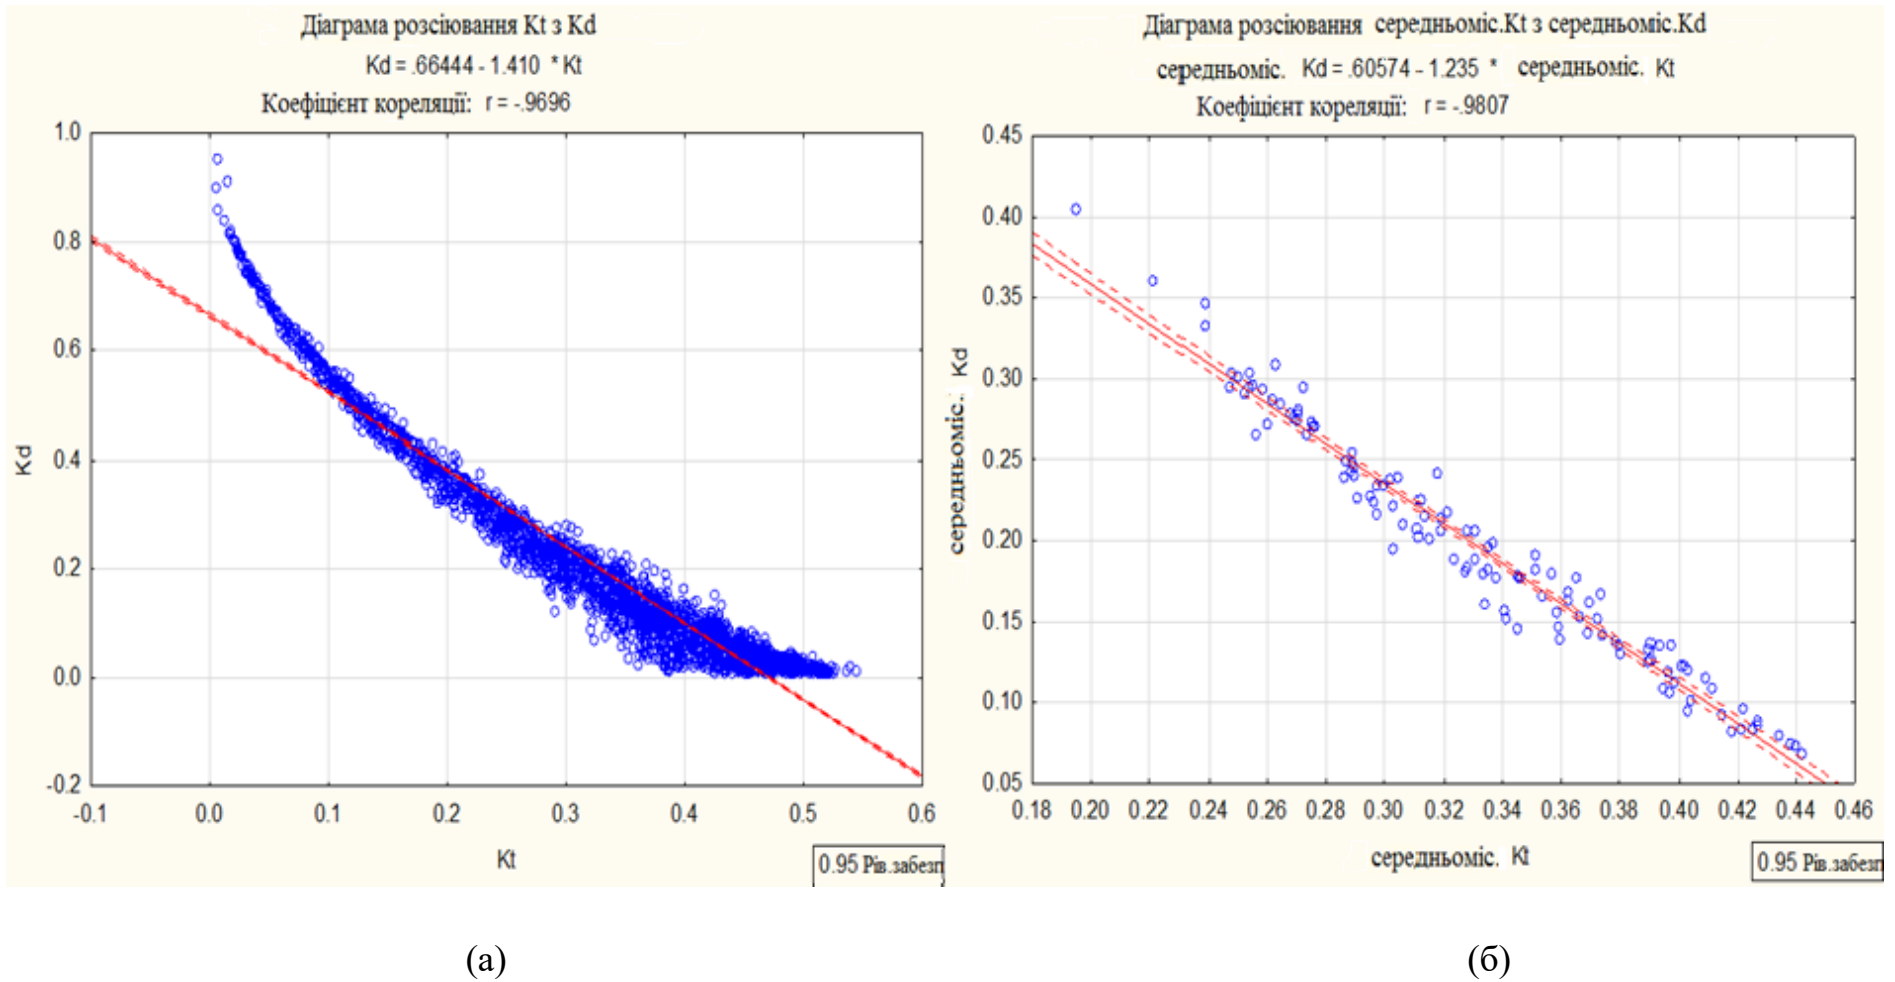 Діаграма розсіювання Kt з Kd
Kd = .66444 - 1.410 * Kt
Коефіцієнт кореляції: r = -.9696
1.0
0.8
0.6
0.4
0.2
0.0
-0.2
Kd
-0.1 0.0 0.1 0.2 0.3 0.4 0.5 0.6
Kt
0.95 Рів.забезп
(а)
Діаграма розсіювання середньоміс.Kt з середньоміс.Kd
середньоміс. Kd = .60574 - 1.235 * середньоміс. Kt
Коефіцієнт кореляції: r = -.9807
0.45
0.40
0.35
0.30
0.25
0.20
0.15
0.10
0.05
середньоміс. Kd
0.18 0.20 0.22 0.24 0.26 0.28 0.30 0.32 0.34 0.36 0.38 0.40 0.42 0.44 0.46
середньоміс. Kt
0.95 Рів.забезп
(б)